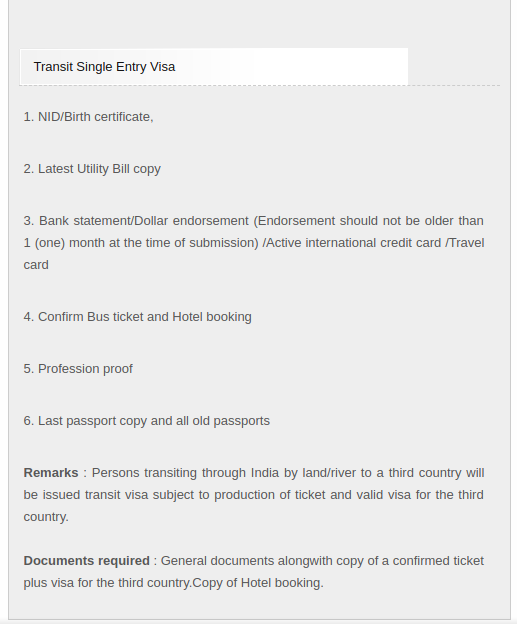 Transit Single Entry Visa
1. NID/Birth certificate,
2. Latest Utility Bill copy
3. Bank statement/Dollar endorsement (Endorsement should not be older than
1 (one) month at the time of submission) /Active international credit card /Travel
card
4. Confirm Bus ticket and Hotel booking
5. Profession proof
6. Last passport copy and all old passports
Remarks : Persons transiting through India by land/river to a third country will
be issued transit visa subject to production of ticket and valid visa for the third
country.
Documents required : General documents alongwith copy of a confirmed ticket
plus visa for the third country.Copy of Hotel booking.